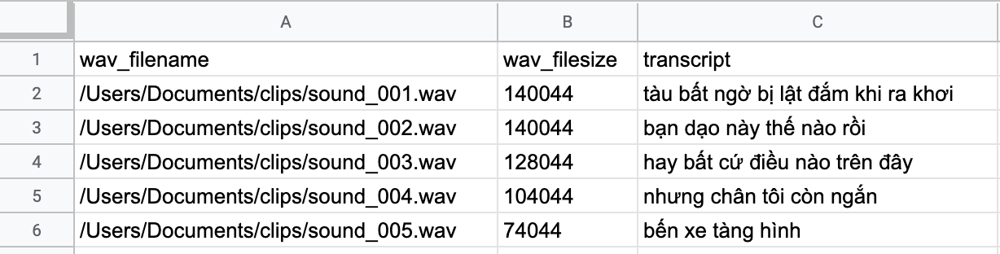 A B C
1 wav_filename wav_filesize transcript
2 /Users/Documents/clips/sound_001.wav 140044 tàu bất ngờ bị lật đắm khi ra khơi
3 /Users/Documents/clips/sound_002.wav 140044 bạn dạo này thế nào rồi
4 /Users/Documents/clips/sound_003.wav 128044 hay bất cứ điều nào trên đây
5 /Users/Documents/clips/sound_004.wav 104044 nhưng chân tôi còn ngắn
6 /Users/Documents/clips/sound_005.wav 74044 bến xe tàng hình